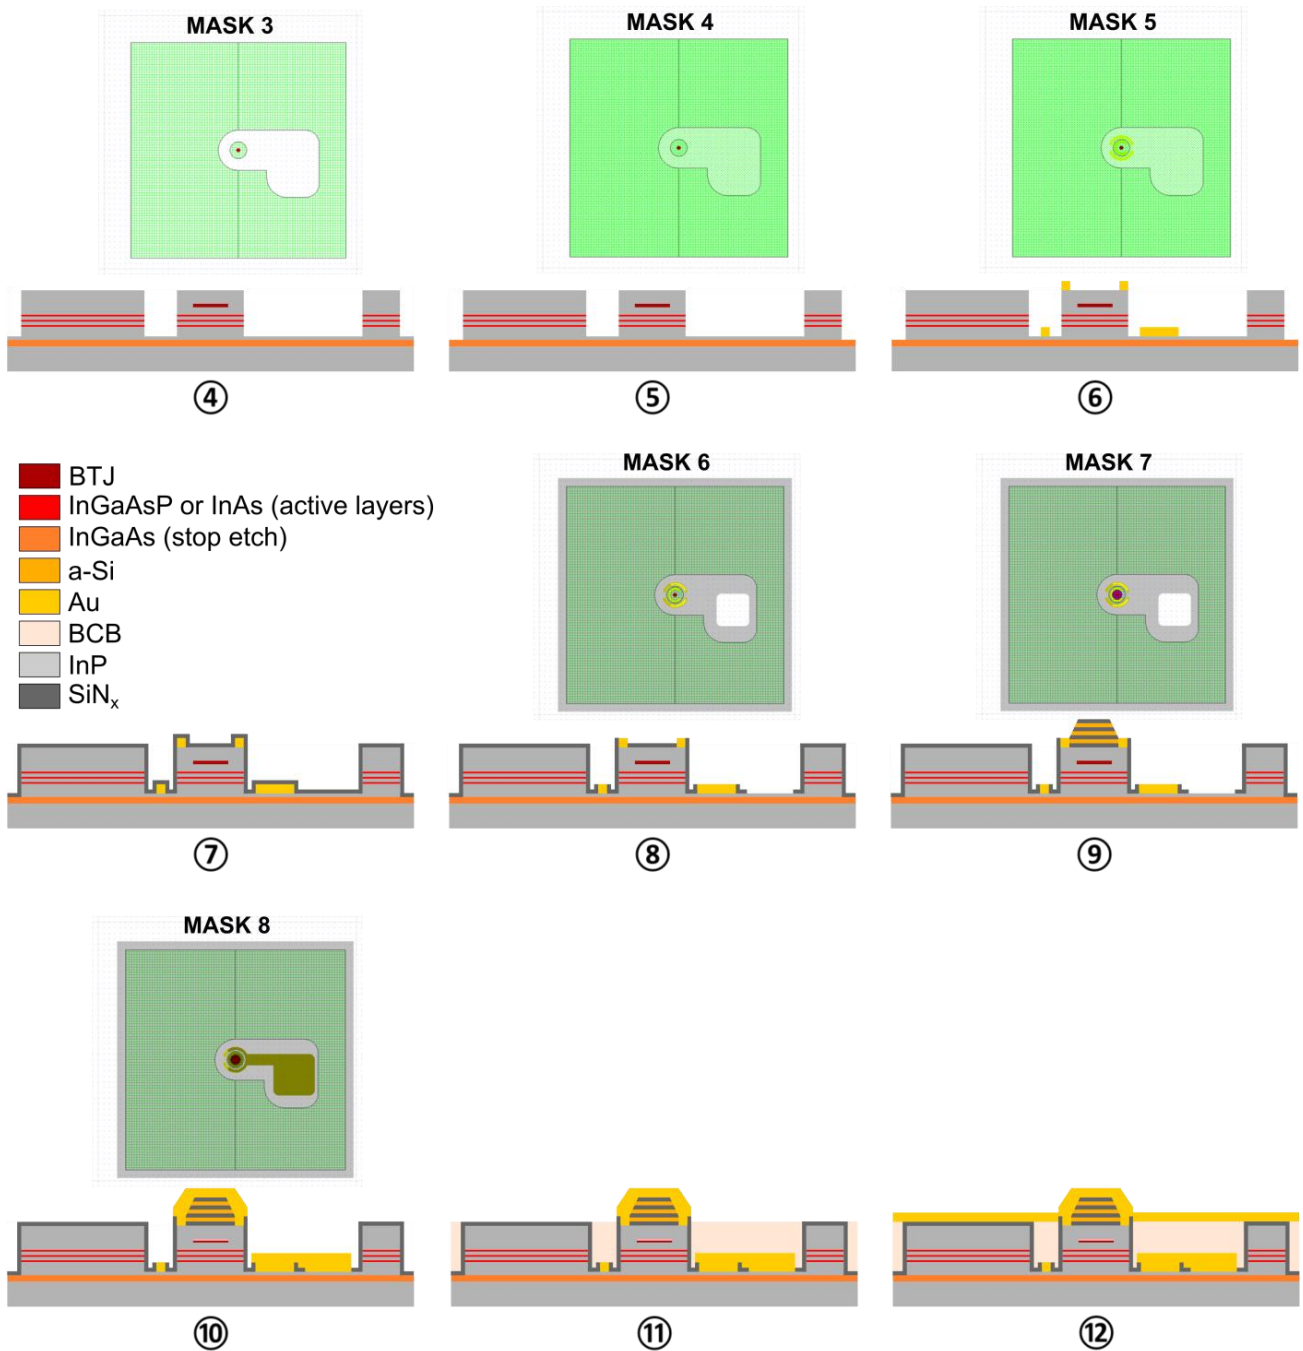 MASK 3
MASK 4
MASK 5
④
⑤
⑥
BTJ
InGaAsP or InAs (active layers)
InGaAs (stop etch)
a-Si
Au
BCB
InP
SiNₓ
MASK 6
MASK 7
⑦
⑧
⑨
MASK 8
⑩
⑪
⑫